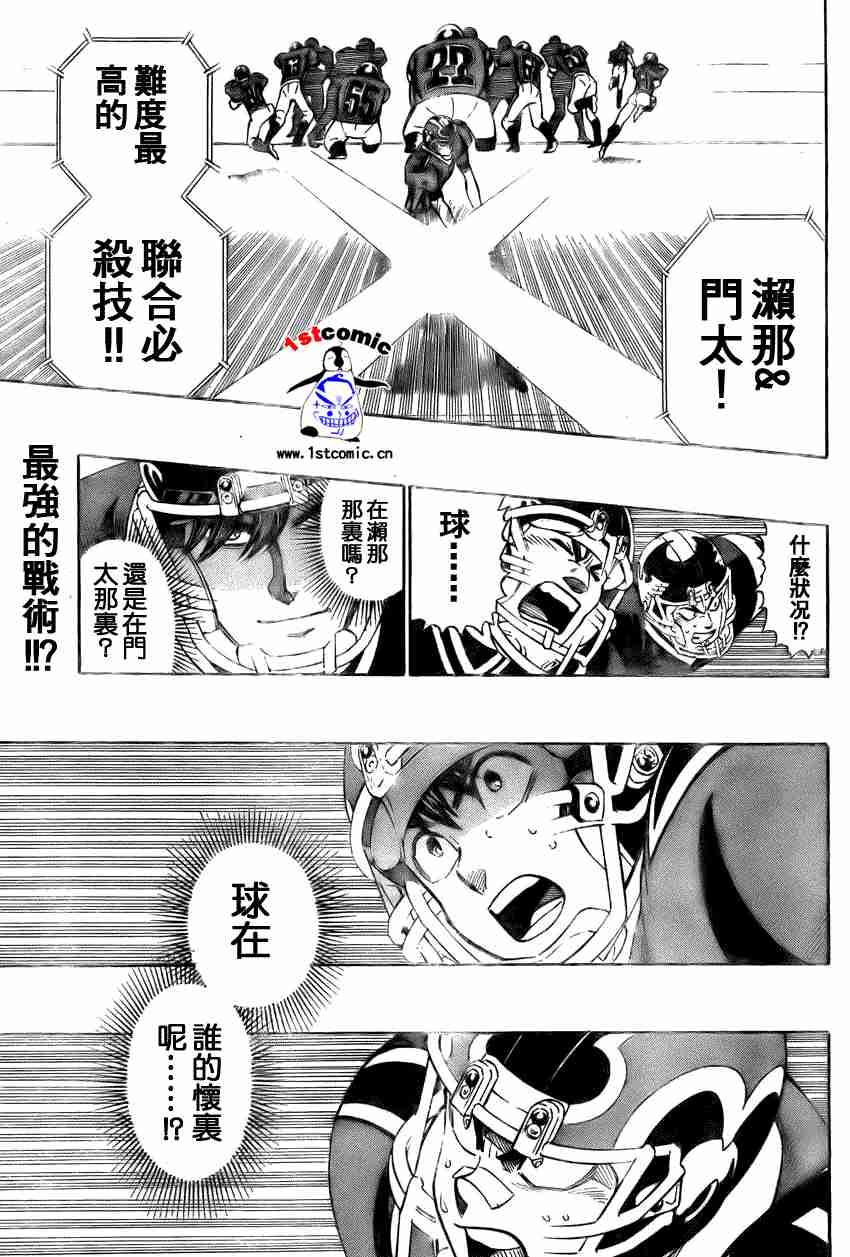 瀨那&
門太！
難度最
高的
聯合必
殺技!!
22
55
1stcomic
www.1stcomic.cn
什麼狀況!?
球……
在瀨那
那裏嗎？
還是在門
太那裏？
最強的戰術!!?
球在
誰的懷裏
呢……!?